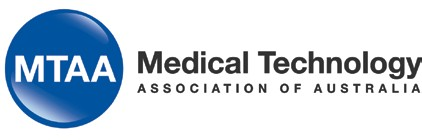 MTAA
Medical Technology
ASSOCIATION OF AUSTRALIA